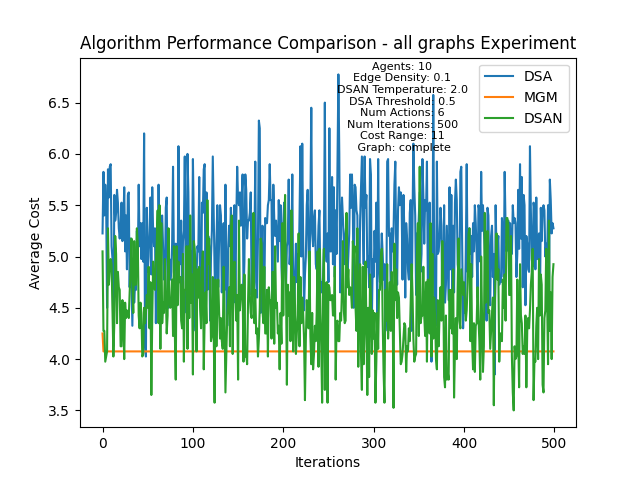 Algorithm Performance Comparison - all graphs Experiment
Agents: 10
Edge Density: 0.1
DSAN Temperature: 2.0
DSA Threshold: 0.5
Num Actions: 6
Num Iterations: 500
Cost Range: 11
Graph: complete
DSA
MGM
DSAN
Average Cost
6.5
6.0
5.5
5.0
4.5
4.0
3.5
0
100
200
300
400
500
Iterations